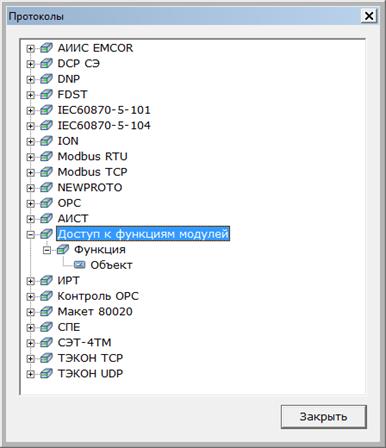 Протоколы
АИИС EMCOR
DCP СЭ
DNP
FDST
IEC60870-5-101
IEC60870-5-104
ION
Modbus RTU
Modbus TCP
NEWPROTO
OPC
АИСТ
Доступ к функциям модулей
Функция
Объект
ИРТ
Контроль OPC
Макет 80020
СПЕ
СЭТ-4ТМ
ТЭКОН TCP
ТЭКОН UDP
Закрыть